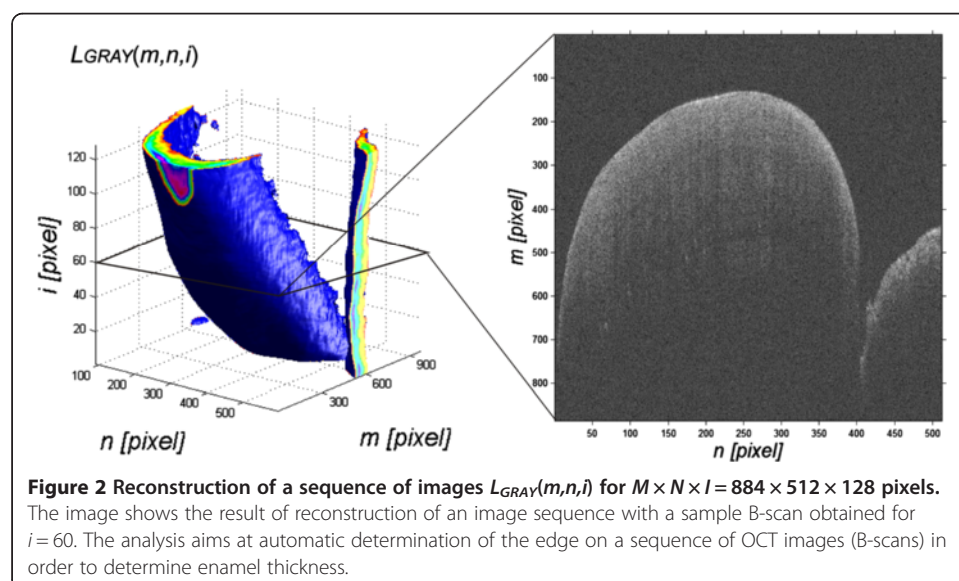 LGRAY(m,n,i)
120
100
80
60
40
20
i [pixel]
100
200
300
400
500
n [pixel]
300
600
900
m [pixel]
100
200
300
400
500
600
700
800
m [pixel]
50 100 150 200 250 300 350 400 450 500
n [pixel]
Figure 2 Reconstruction of a sequence of images LGRAY(m,n,i) for M × N × I = 884 × 512 × 128 pixels.
The image shows the result of reconstruction of an image sequence with a sample B-scan obtained for
i = 60. The analysis aims at automatic determination of the edge on a sequence of OCT images (B-scans) in
order to determine enamel thickness.